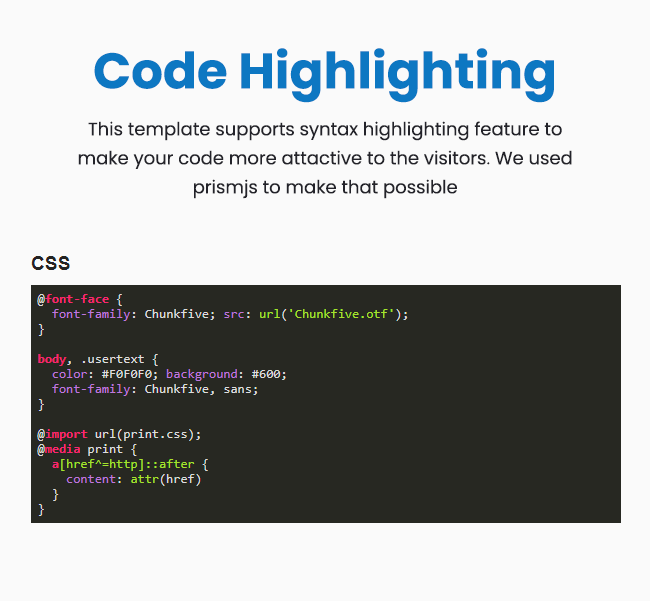 Code Highlighting
This template supports syntax highlighting feature to
make your code more attactive to the visitors. We used
prismjs to make that possible
CSS
@font-face {
  font-family: Chunkfive; src: url('Chunkfive.otf');
}
body, .usertext {
  color: #F0F0F0; background: #600;
  font-family: Chunkfive, sans;
}
@import url(print.css);
@media print {
  a[href^=http]::after {
    content: attr(href)
  }
}